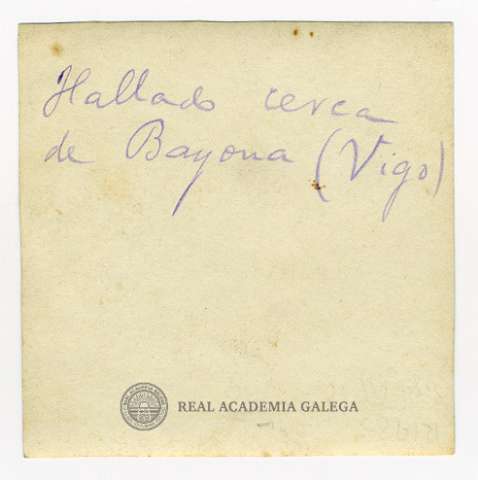 Hallado cerca
de Bayona (Vigo)
REAL ACADEMIA GALEGA